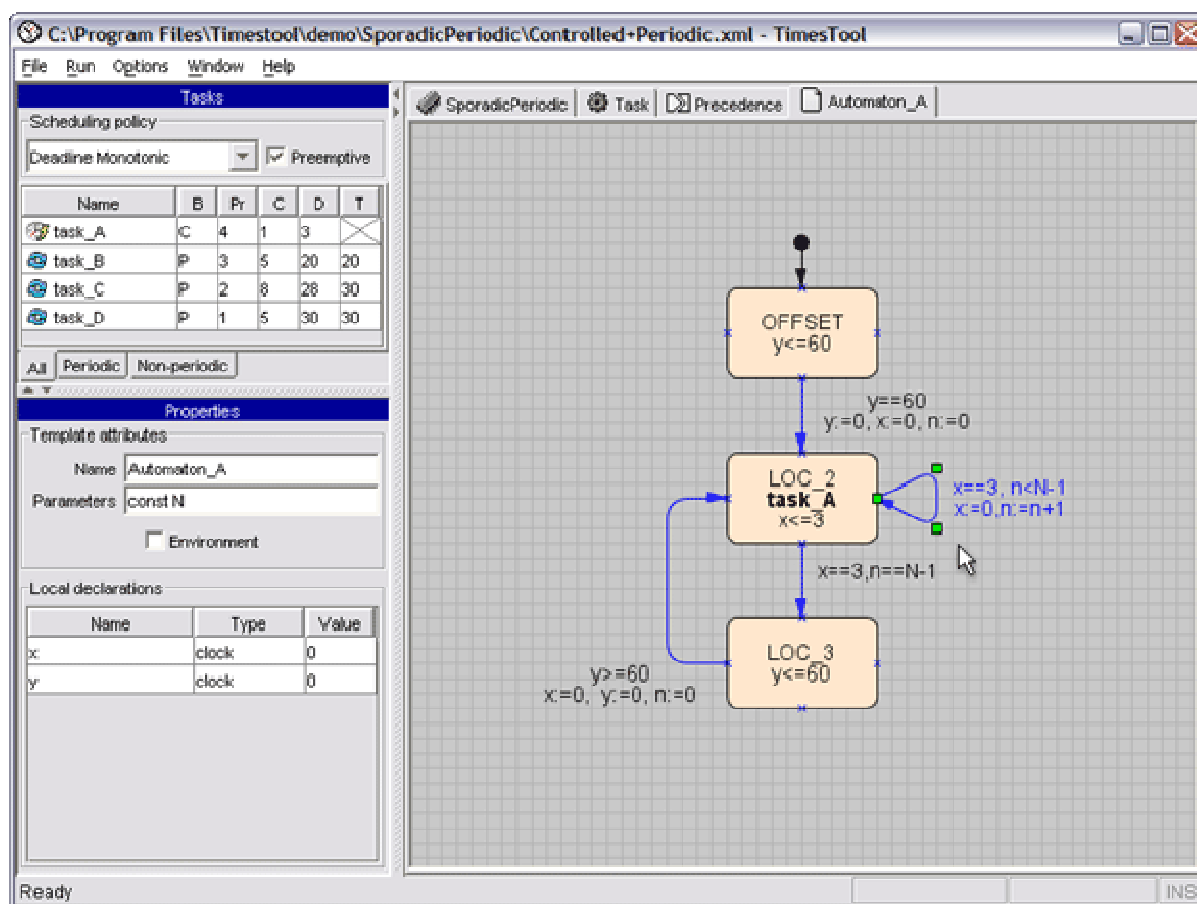 C:\Program Files\Timestool\demo\SporadicPeriodic\Controlled+Periodic.xml - TimesTool
File Run Options Window Help
Tasks
Scheduling policy
Deadline Monotonic Preemptive
Name B Pr C D T
task_A C 4 1 3
task_B P 3 5 20 20
task_C P 2 8 28 30
task_D P 1 5 30 30
All Periodic Non-periodic
Properties
Template attributes
Name Automaton_A
Parameters const N
Environment
Local declarations
Name Type Value
x clock 0
y clock 0
SporadicPeriodic Task Precedence Automaton_A
OFFSET
y<=60
y==60
y:=0, x:=0, n:=0
LOC_2
task_A
x<=3
x==3, n<N-1
x:=0,n:=n+1
x==3,n==N-1
LOC_3
y<=60
y>=60
x:=0, y:=0, n:=0
Ready
INS